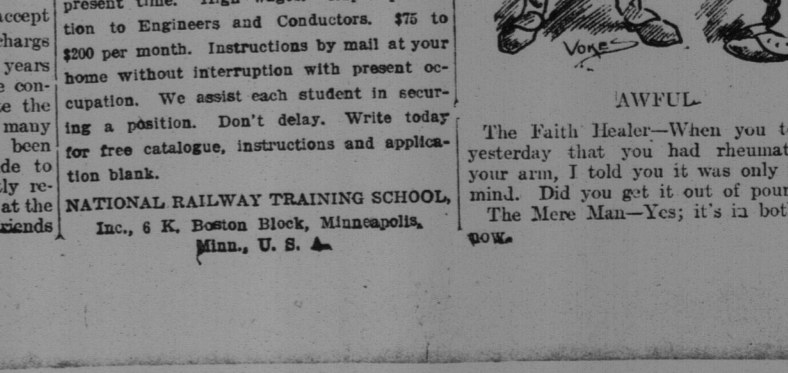 accept
chargs
years
e con-
te the
many
been
de to
tly re-
at the
riends
present time. High
tion to Engineers and Conductors. $75 to
$200 per month. Instructions by mail at your
home without interruption with present oc-
cupation. We assist each student in secur-
ing a position. Don't delay. Write today
for free catalogue, instructions and applica-
tion blank.
NATIONAL RAILWAY TRAINING SCHOOL,
Inc., 6 K, Boston Block, Minneapolis,
Minn., U. S. A.
VOKES
AWFUL
The Faith Healer—When you t
yesterday that you had rheumat
your arm, I told you it was only
mind. Did you get it out of your
The Mere Man—Yes; it's in bot
now.